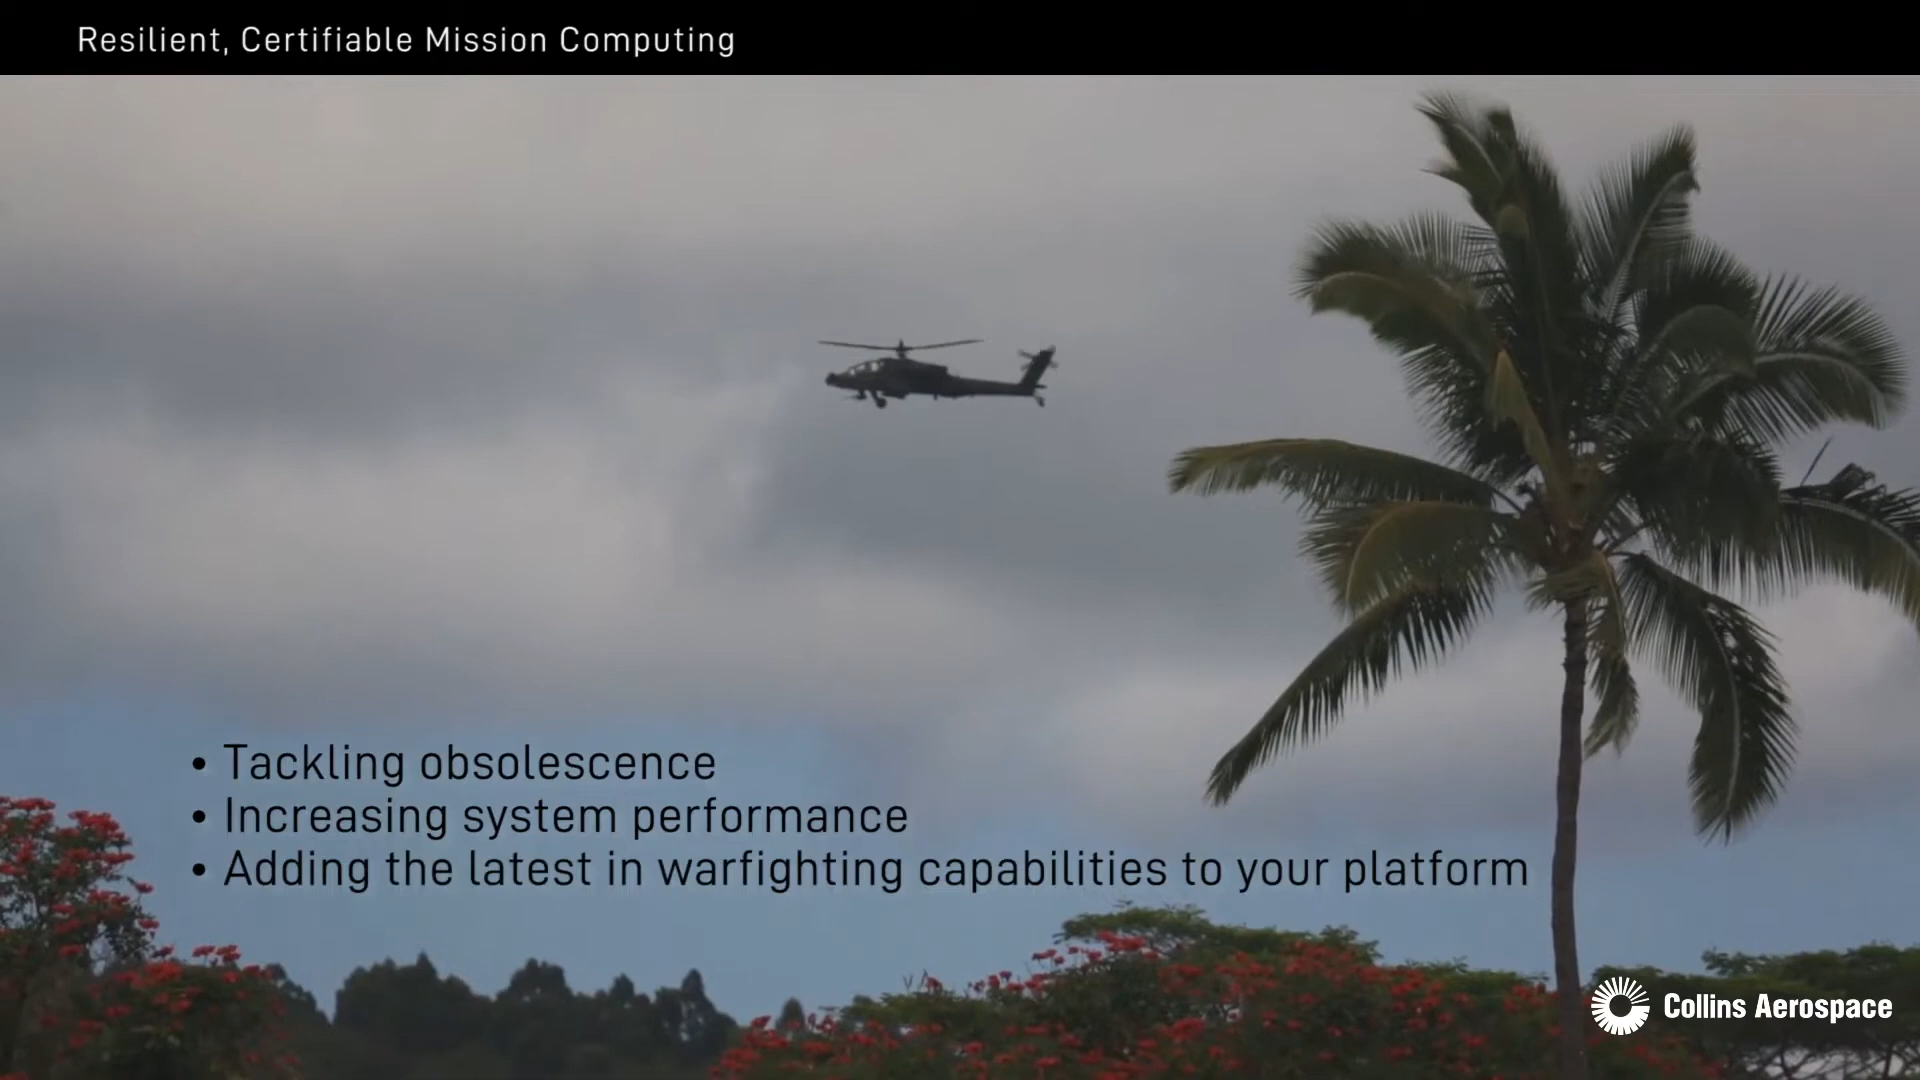 Resilient, Certifiable Mission Computing
• Tackling obsolescence
• Increasing system performance
• Adding the latest in warfighting capabilities to your platform
Collins Aerospace